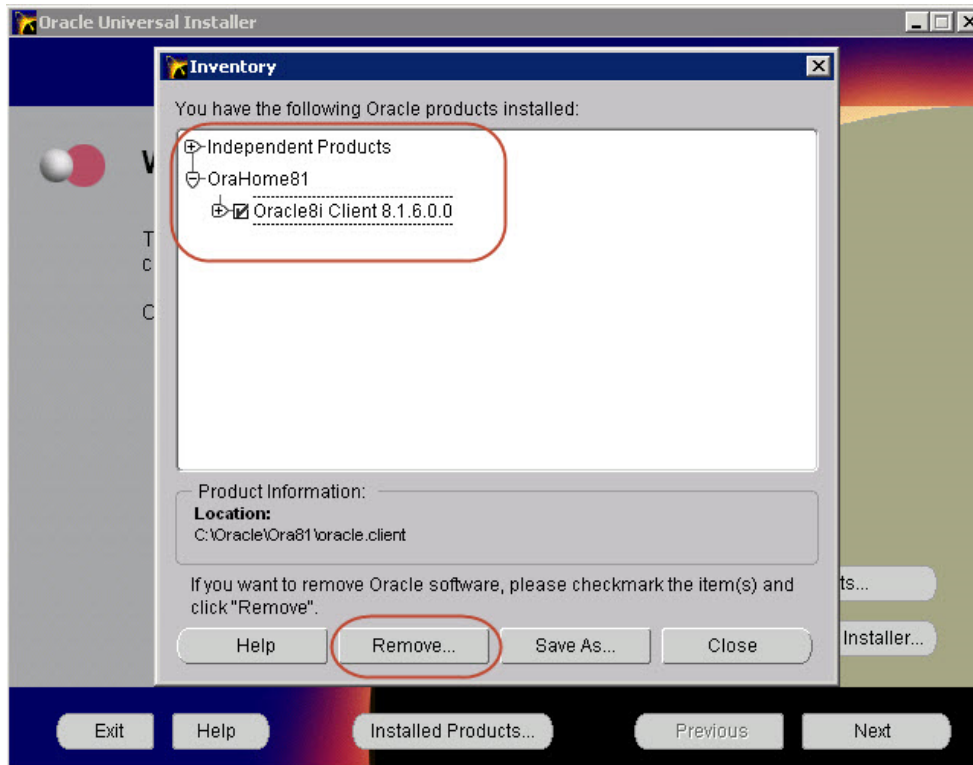 Oracle Universal Installer
Inventory
You have the following Oracle products installed:
Independent Products
OraHome81
Oracle8i Client 8.1.6.0.0
Product Information:
Location:
C:\Oracle\Ora81\oracle.client
If you want to remove Oracle software, please checkmark the item(s) and
click "Remove".
Help Remove... Save As... Close
W
T
c
C
ts...
Installer...
Exit Help Installed Products... Previous Next